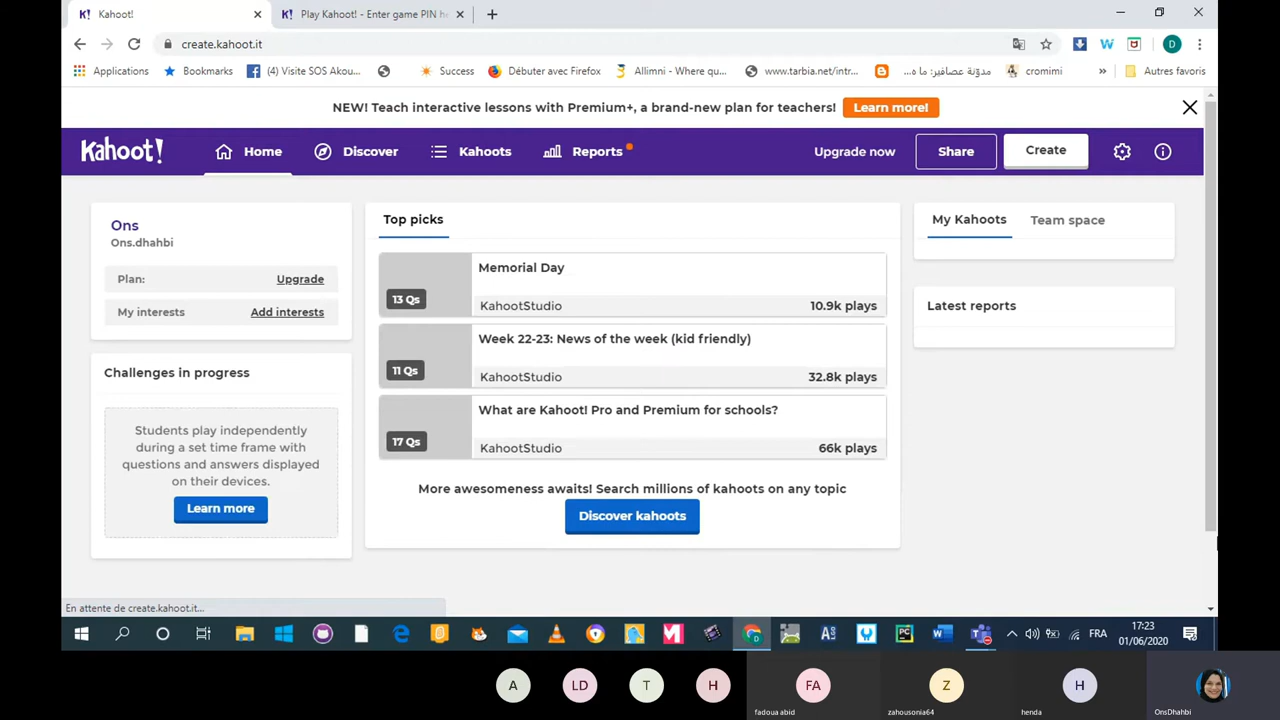 Kahoot!
Play Kahoot! - Enter game PIN he
create.kahoot.it
Applications
Bookmarks
(4) Visite SOS Akou...
Success
Débuter avec Firefox
Allimni - Where qu...
www.tarbia.net/intr...
مدوّنة عصافير: ما ه...
cromimi
»
Autres favoris
NEW! Teach interactive lessons with Premium+, a brand-new plan for teachers!
Learn more!
Kahoot!
Home
Discover
Kahoots
Reports
Upgrade now
Share
Create
Ons
Ons.dhahbi
Plan:
Upgrade
My interests
Add interests
Challenges in progress
Students play independently
during a set time frame with
questions and answers displayed
on their devices.
Learn more
Top picks
Memorial Day
13 Qs
KahootStudio
10.9k plays
Week 22-23: News of the week (kid friendly)
11 Qs
KahootStudio
32.8k plays
What are Kahoot! Pro and Premium for schools?
17 Qs
KahootStudio
66k plays
More awesomeness awaits! Search millions of kahoots on any topic
Discover kahoots
My Kahoots
Team space
Latest reports
En attente de create.kahoot.it...
FRA
17:23
01/06/2020
A
LD
T
H
FA
fadoua abid
Z
zahousonia64
H
henda
OnsDhahbi